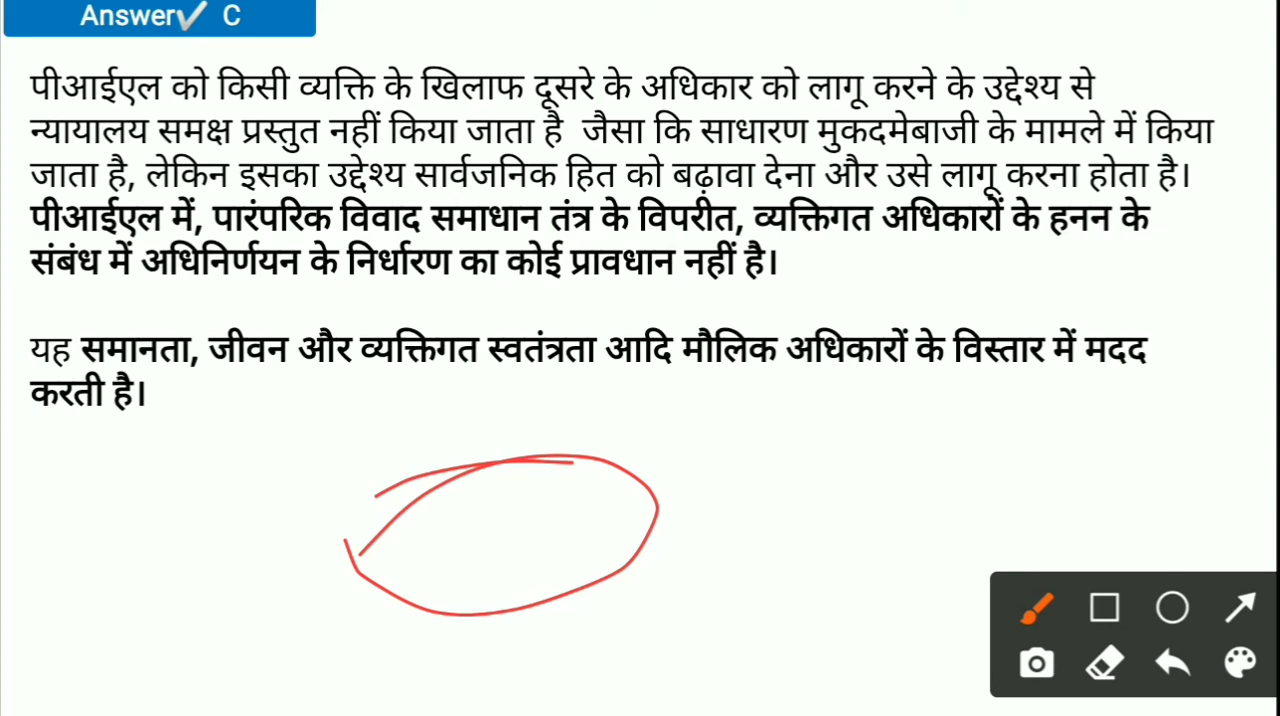 Answer✓ C
पीआईएल को किसी व्यक्ति के खिलाफ दूसरे के अधिकार को लागू करने के उद्देश्य से
न्यायालय समक्ष प्रस्तुत नहीं किया जाता है जैसा कि साधारण मुकदमेबाजी के मामले में किया
जाता है, लेकिन इसका उद्देश्य सार्वजनिक हित को बढ़ावा देना और उसे लागू करना होता है।
पीआईएल में, पारंपरिक विवाद समाधान तंत्र के विपरीत, व्यक्तिगत अधिकारों के हनन के
संबंध में अधिनिर्णयन के निर्धारण का कोई प्रावधान नहीं है।
यह समानता, जीवन और व्यक्तिगत स्वतंत्रता आदि मौलिक अधिकारों के विस्तार में मदद
करती है।